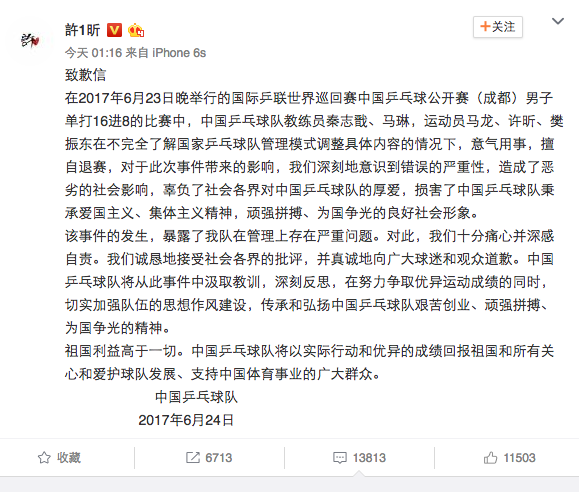 許1昕
+关注
今天 01:16 来自 iPhone 6s
致歉信
在2017年6月23日晚举行的国际乒联世界巡回赛中国乒乓球公开赛（成都）男子
单打16进8的比赛中，中国乒乓球队教练员秦志戬、马琳，运动员马龙、许昕、樊
振东在不完全了解国家乒乓球队管理模式调整具体内容的情况下，意气用事，擅
自退赛，对于此次事件带来的影响，我们深刻地意识到错误的严重性，造成了恶
劣的社会影响，辜负了社会各界对中国乒乓球队的厚爱，损害了中国乒乓球队秉
承爱国主义、集体主义精神，顽强拼搏、为国争光的良好社会形象。
该事件的发生，暴露了我队在管理上存在严重问题。对此，我们十分痛心并深感
自责。我们诚恳地接受社会各界的批评，并真诚地向广大球迷和观众道歉。中国
乒乓球队将从此事件中汲取教训，深刻反思，在努力争取优异运动成绩的同时，
切实加强队伍的思想作风建设，传承和弘扬中国乒乓球队艰苦创业、顽强拼搏、
为国争光的精神。
祖国利益高于一切。中国乒乓球队将以实际行动和优异的成绩回报祖国和所有关
心和爱护球队发展、支持中国体育事业的广大群众。
中国乒乓球队
2017年6月24日
收藏
6713
13813
11503